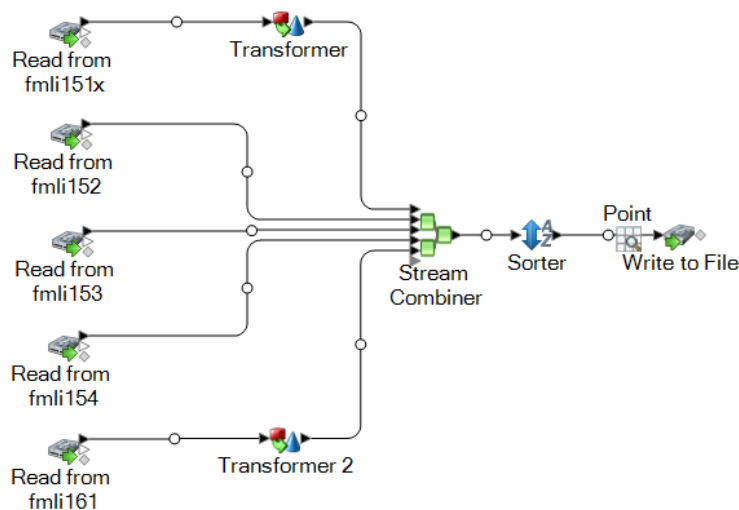 Read from
fmli151x
Transformer
Read from
fmli152
Read from
fmli153
Read from
fmli154
Read from
fmli161
Transformer 2
Stream
Combiner
A
Z
Sorter
Point
Write to File